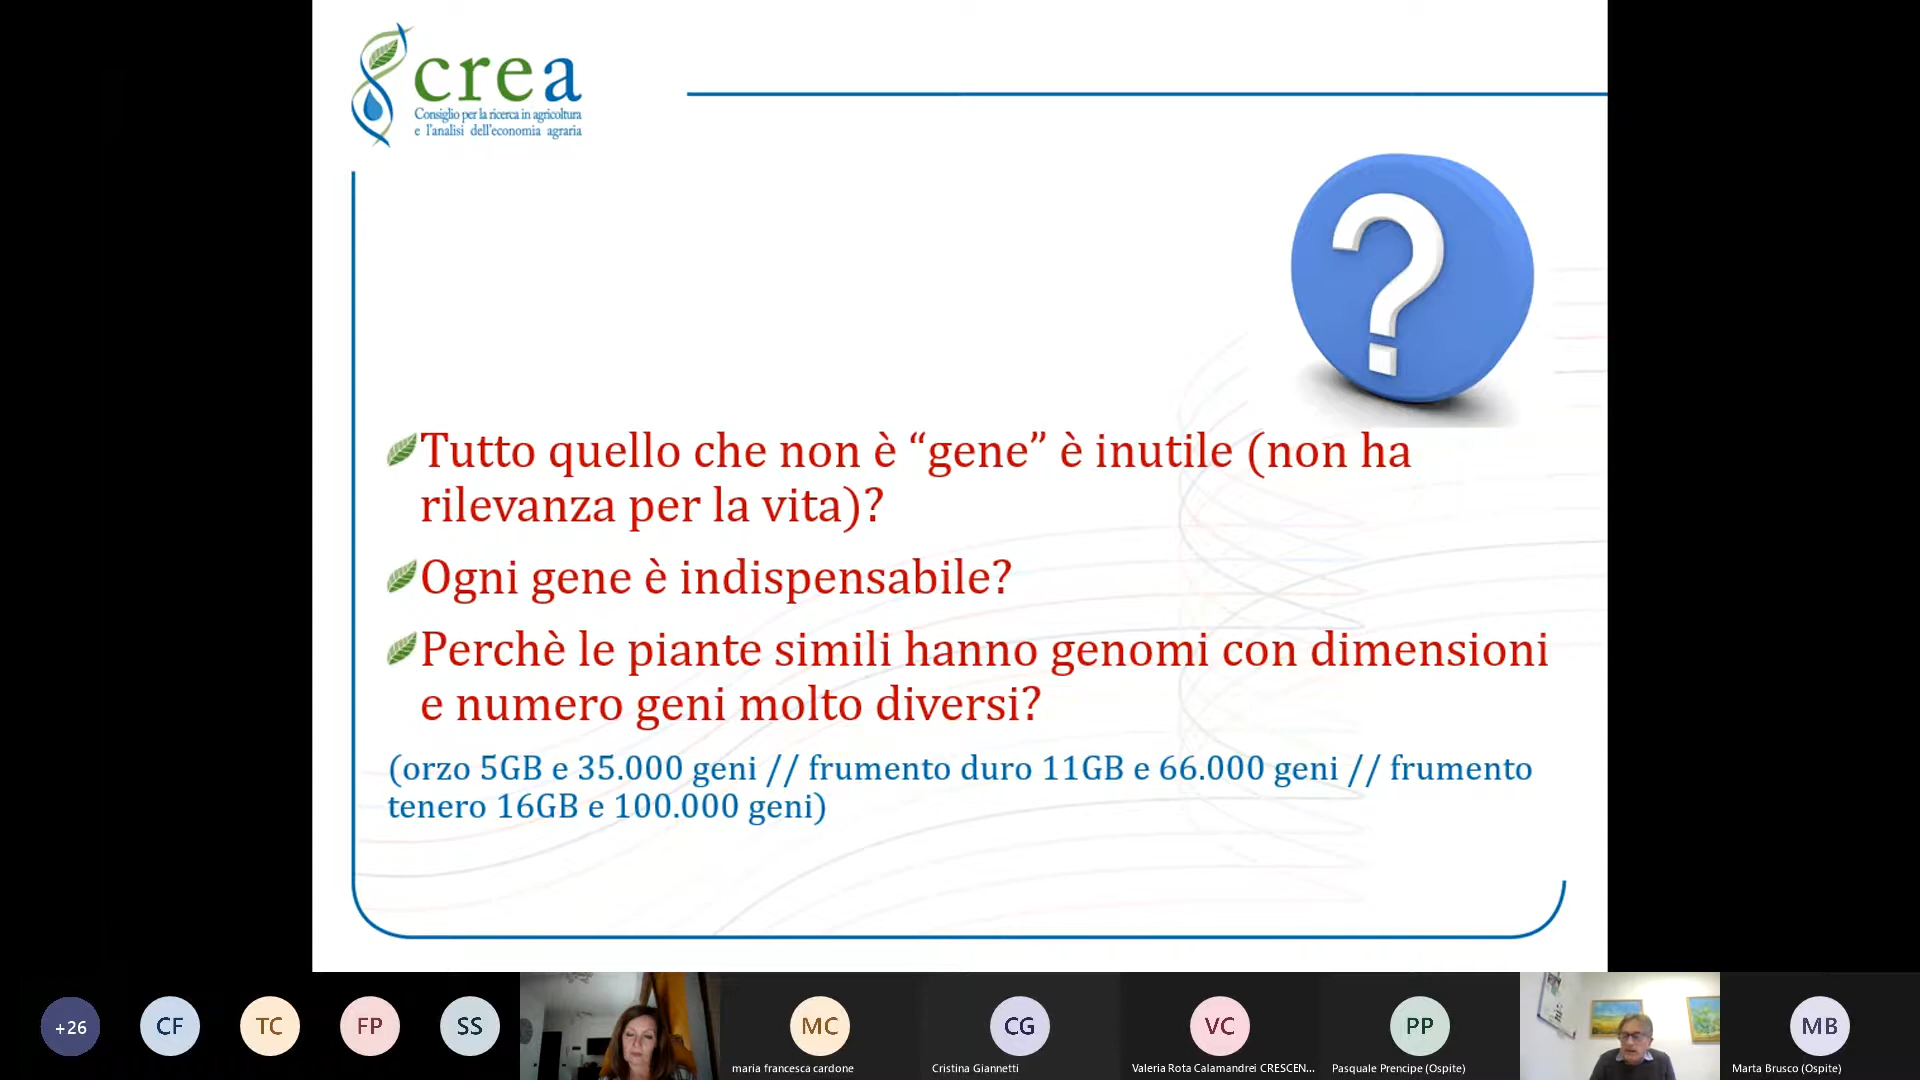 crea
Consiglio per la ricerca in agricoltura
e l'analisi dell'economia agraria
?
Tutto quello che non è “gene” è inutile (non ha
rilevanza per la vita)?
Ogni gene è indispensabile?
Perchè le piante simili hanno genomi con dimensioni
e numero geni molto diversi?
(orzo 5GB e 35.000 geni // frumento duro 11GB e 66.000 geni // frumento
tenero 16GB e 100.000 geni)
+26
CF
TC
FP
SS
MC
maria francesca cardone
CG
Cristina Giannetti
VC
Valeria Rota Calamandrei CRESCEN...
PP
Pasquale Prencipe (Ospite)
MB
Marta Brusco (Ospite)